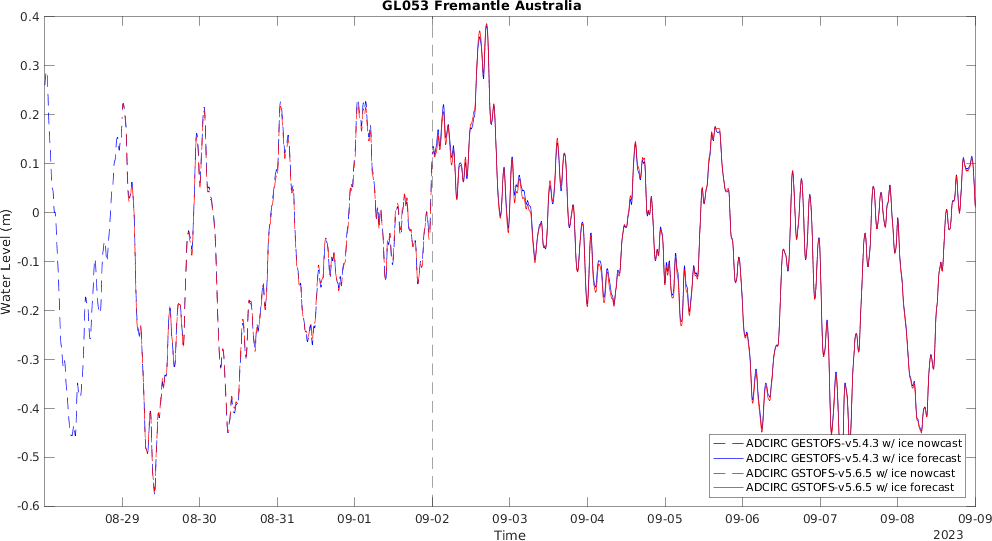 GL053 Fremantle Australia
0.4
0.3
0.2
0.1
0
-0.1
-0.2
-0.3
-0.4
-0.5
-0.6
Water Level (m)
ADCIRC GESTOFS-v5.4.3 w/ ice nowcast
ADCIRC GESTOFS-v5.4.3 w/ ice forecast
ADCIRC GSTOFS-v5.6.5 w/ ice nowcast
ADCIRC GSTOFS-v5.6.5 w/ ice forecast
08-29 08-30 08-31 09-01 09-02 09-03 09-04 09-05 09-06 09-07 09-08 09-09
Time
2023